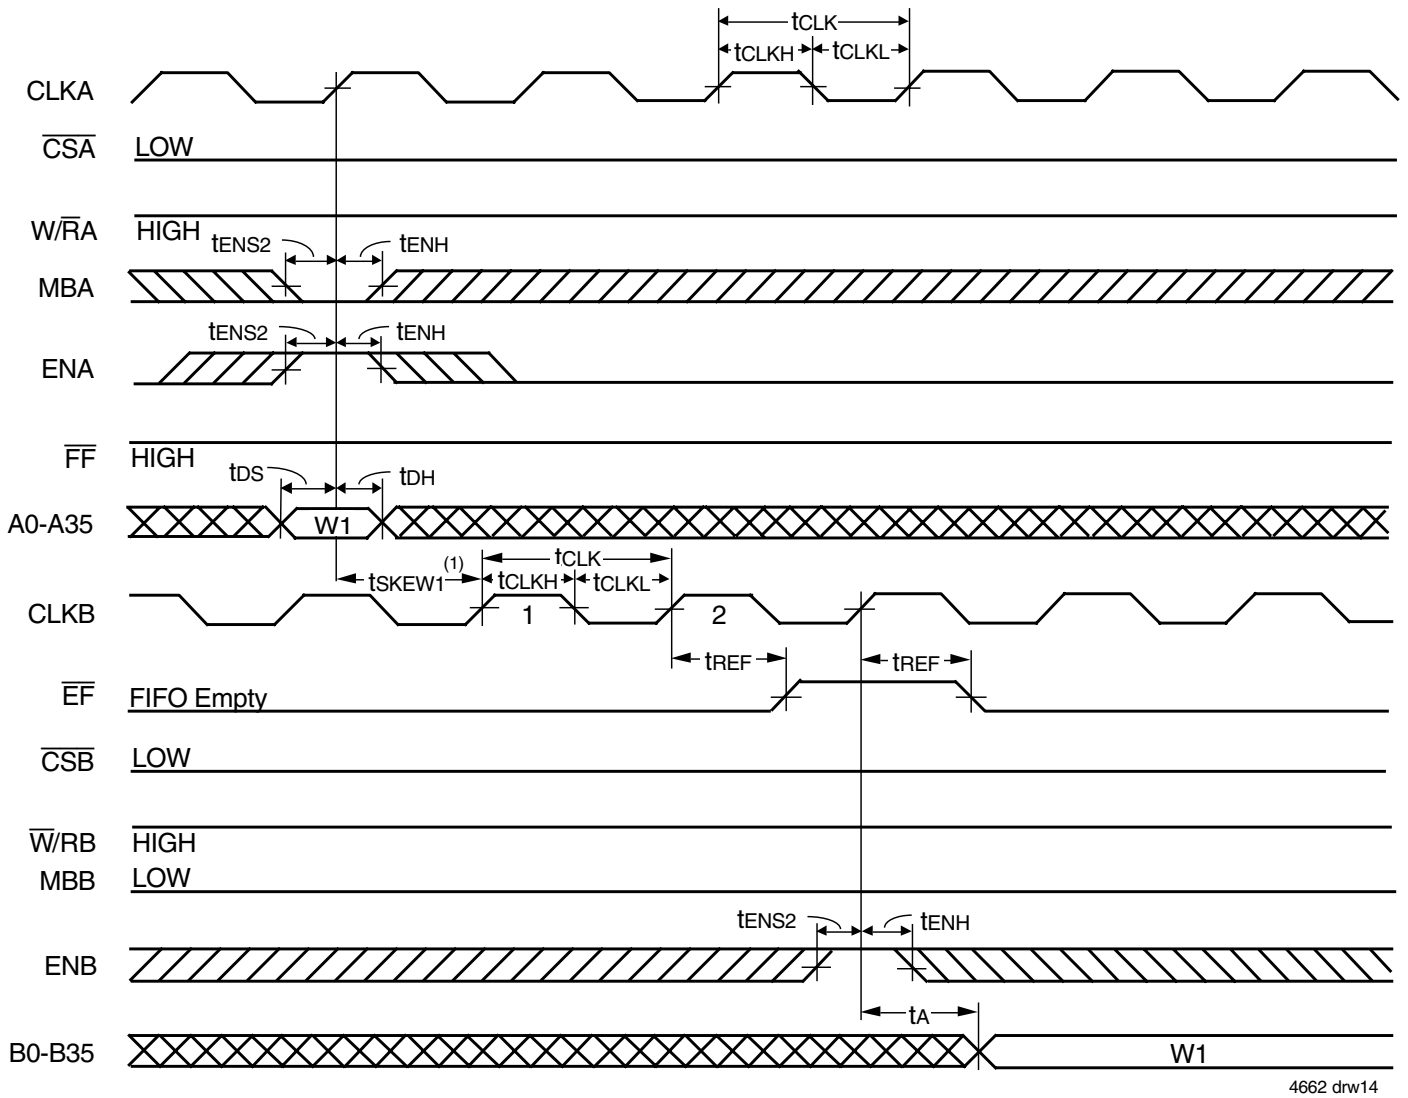 tCLK
tCLKH tCLKL
CLKA
CSA LOW
W/RA HIGH
tENS2 tENH
MBA
tENS2 tENH
ENA
FF HIGH
tDS tDH
A0-A35 W1
tSKEW1(1) tCLK
tCLKH tCLKL
CLKB 1 2
tREF tREF
EF FIFO Empty
CSB LOW
W/RB HIGH
MBB LOW
tENS2 tENH
ENB
tA
B0-B35 W1
4662 drw14